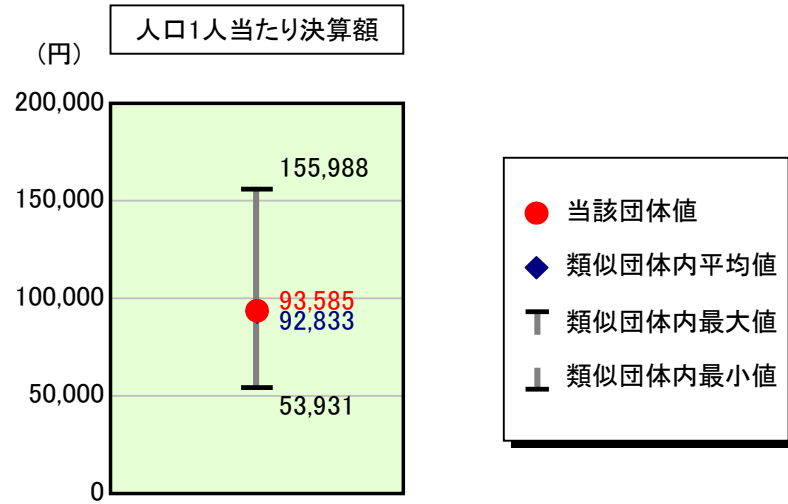 人口1人当たり決算額
（円）
200,000
150,000
100,000
50,000
0
155,988
93,585
92,833
53,931
当該団体値
類似団体内平均値
類似団体内最大値
類似団体内最小値